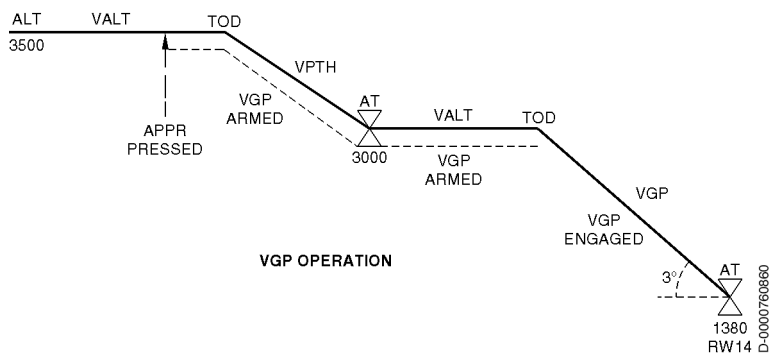 ALT VALT TOD
3500
VPTH
VGP
ARMED
APPR
PRESSED
AT
3000
VALT TOD
VGP
ARMED
VGP
VGP
ENGAGED
VGP OPERATION
3°
AT
1380
RW14
D-0000760860